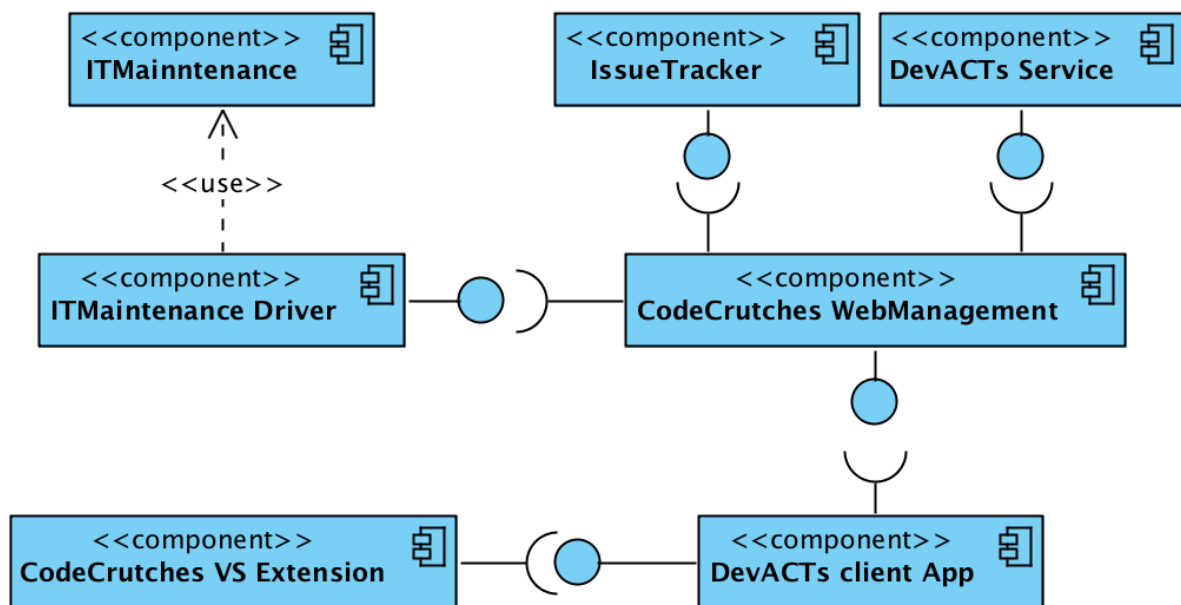 <<component>>
ITMainntenance
<<component>>
IssueTracker
<<component>>
DevACTs Service
<<use>>
<<component>>
ITMaintenance Driver
<<component>>
CodeCrutches WebManagement
<<component>>
CodeCrutches VS Extension
<<component>>
DevACTs client App